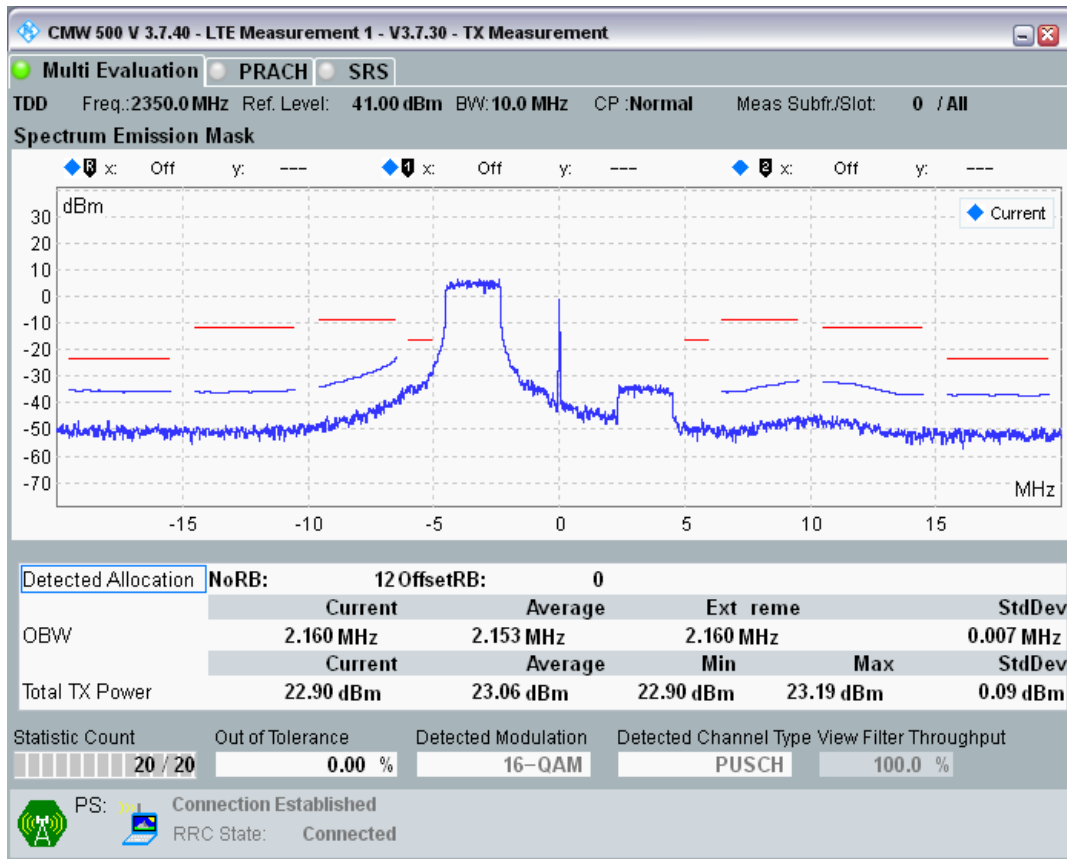 CMW 500 V 3.7.40 - LTE Measurement 1 - V3.7.30 - TX Measurement
Multi Evaluation PRACH SRS
TDD Freq.:2350.0 MHz Ref. Level: 41.00 dBm BW:10.0 MHz CP :Normal Meas Subfr./Slot: 0 / All
Spectrum Emission Mask
R x: Off y: --- 1 x: Off y: --- 2 x: Off y: ---
dBm
Current
30
20
10
0
-10
-20
-30
-40
-50
-60
-70
MHz
-15 -10 -5 0 5 10 15
Detected Allocation NoRB: 12 OffsetRB: 0
Current Average Ext reme StdDev
OBW 2.160 MHz 2.153 MHz 2.160 MHz 0.007 MHz
Current Average Min Max StdDev
Total TX Power 22.90 dBm 23.06 dBm 22.90 dBm 23.19 dBm 0.09 dBm
Statistic Count Out of Tolerance Detected Modulation Detected Channel Type View Filter Throughput
20 / 20 0.00 % 16-QAM PUSCH 100.0 %
PS: Connection Established
RRC State: Connected